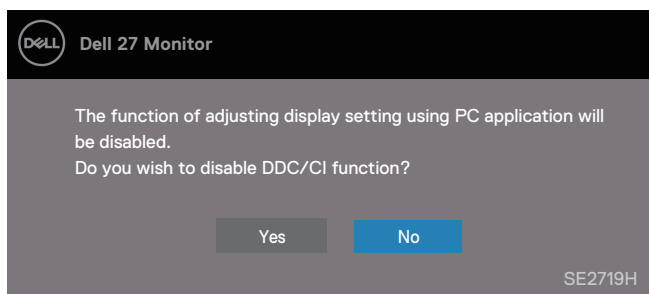 DELL
Dell 27 Monitor
The function of adjusting display setting using PC application will
be disabled.
Do you wish to disable DDC/CI function?
Yes
No
SE2719H